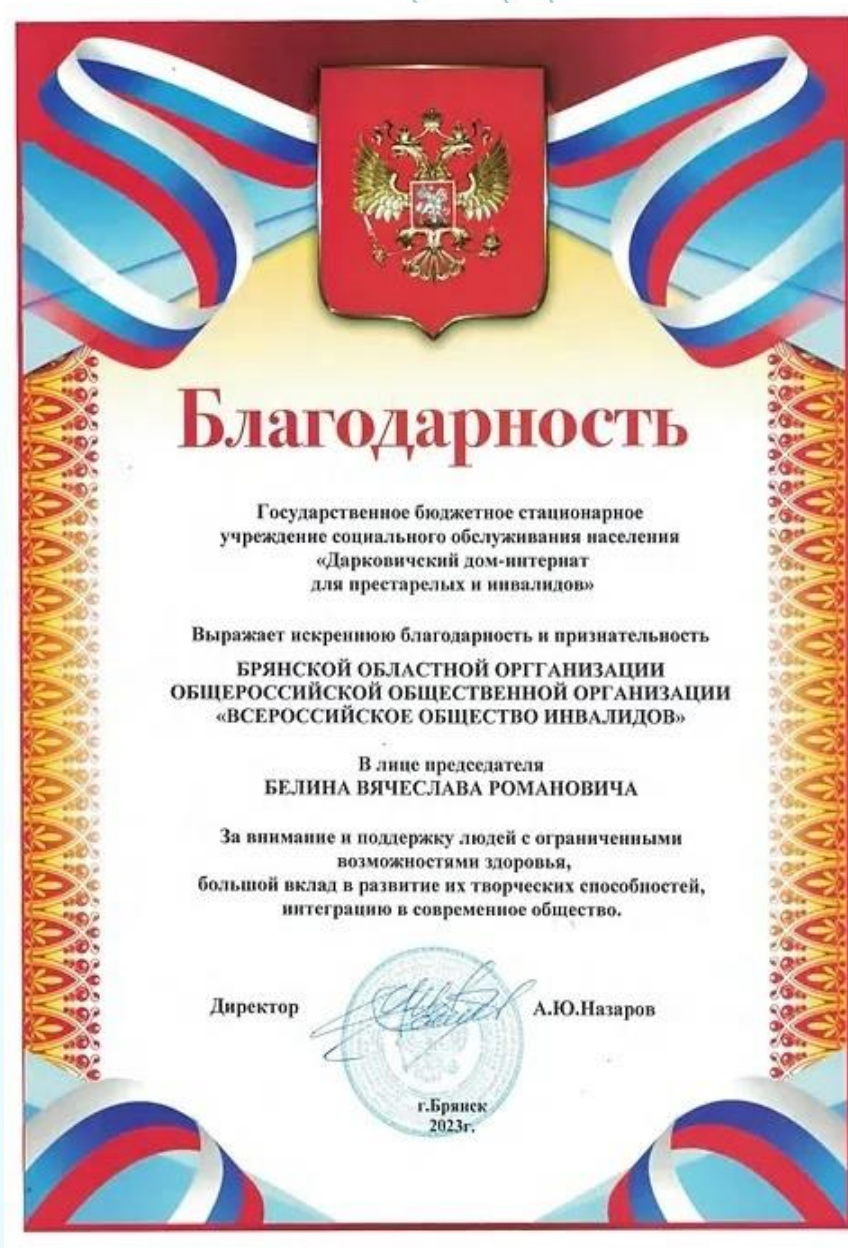 Благодарность
Государственное бюджетное стационарное
учреждение социального обслуживания населения
«Дарковичский дом-интернат
для престарелых и инвалидов»
Выражает искреннюю благодарность и признательность
БРЯНСКОЙ ОБЛАСТНОЙ ОРГГАНИЗАЦИИ
ОБЩЕРОССИЙСКОЙ ОБЩЕСТВЕННОЙ ОРГАНИЗАЦИИ
«ВСЕРОССИЙСКОЕ ОБЩЕСТВО ИНВАЛИДОВ»
В лице председателя
БЕЛИНА ВЯЧЕСЛАВА РОМАНОВИЧА
За внимание и поддержку людей с ограниченными
возможностями здоровья,
большой вклад в развитие их творческих способностей,
интеграцию в современное общество.
Директор А.Ю.Назаров
г.Брянск
2023г.